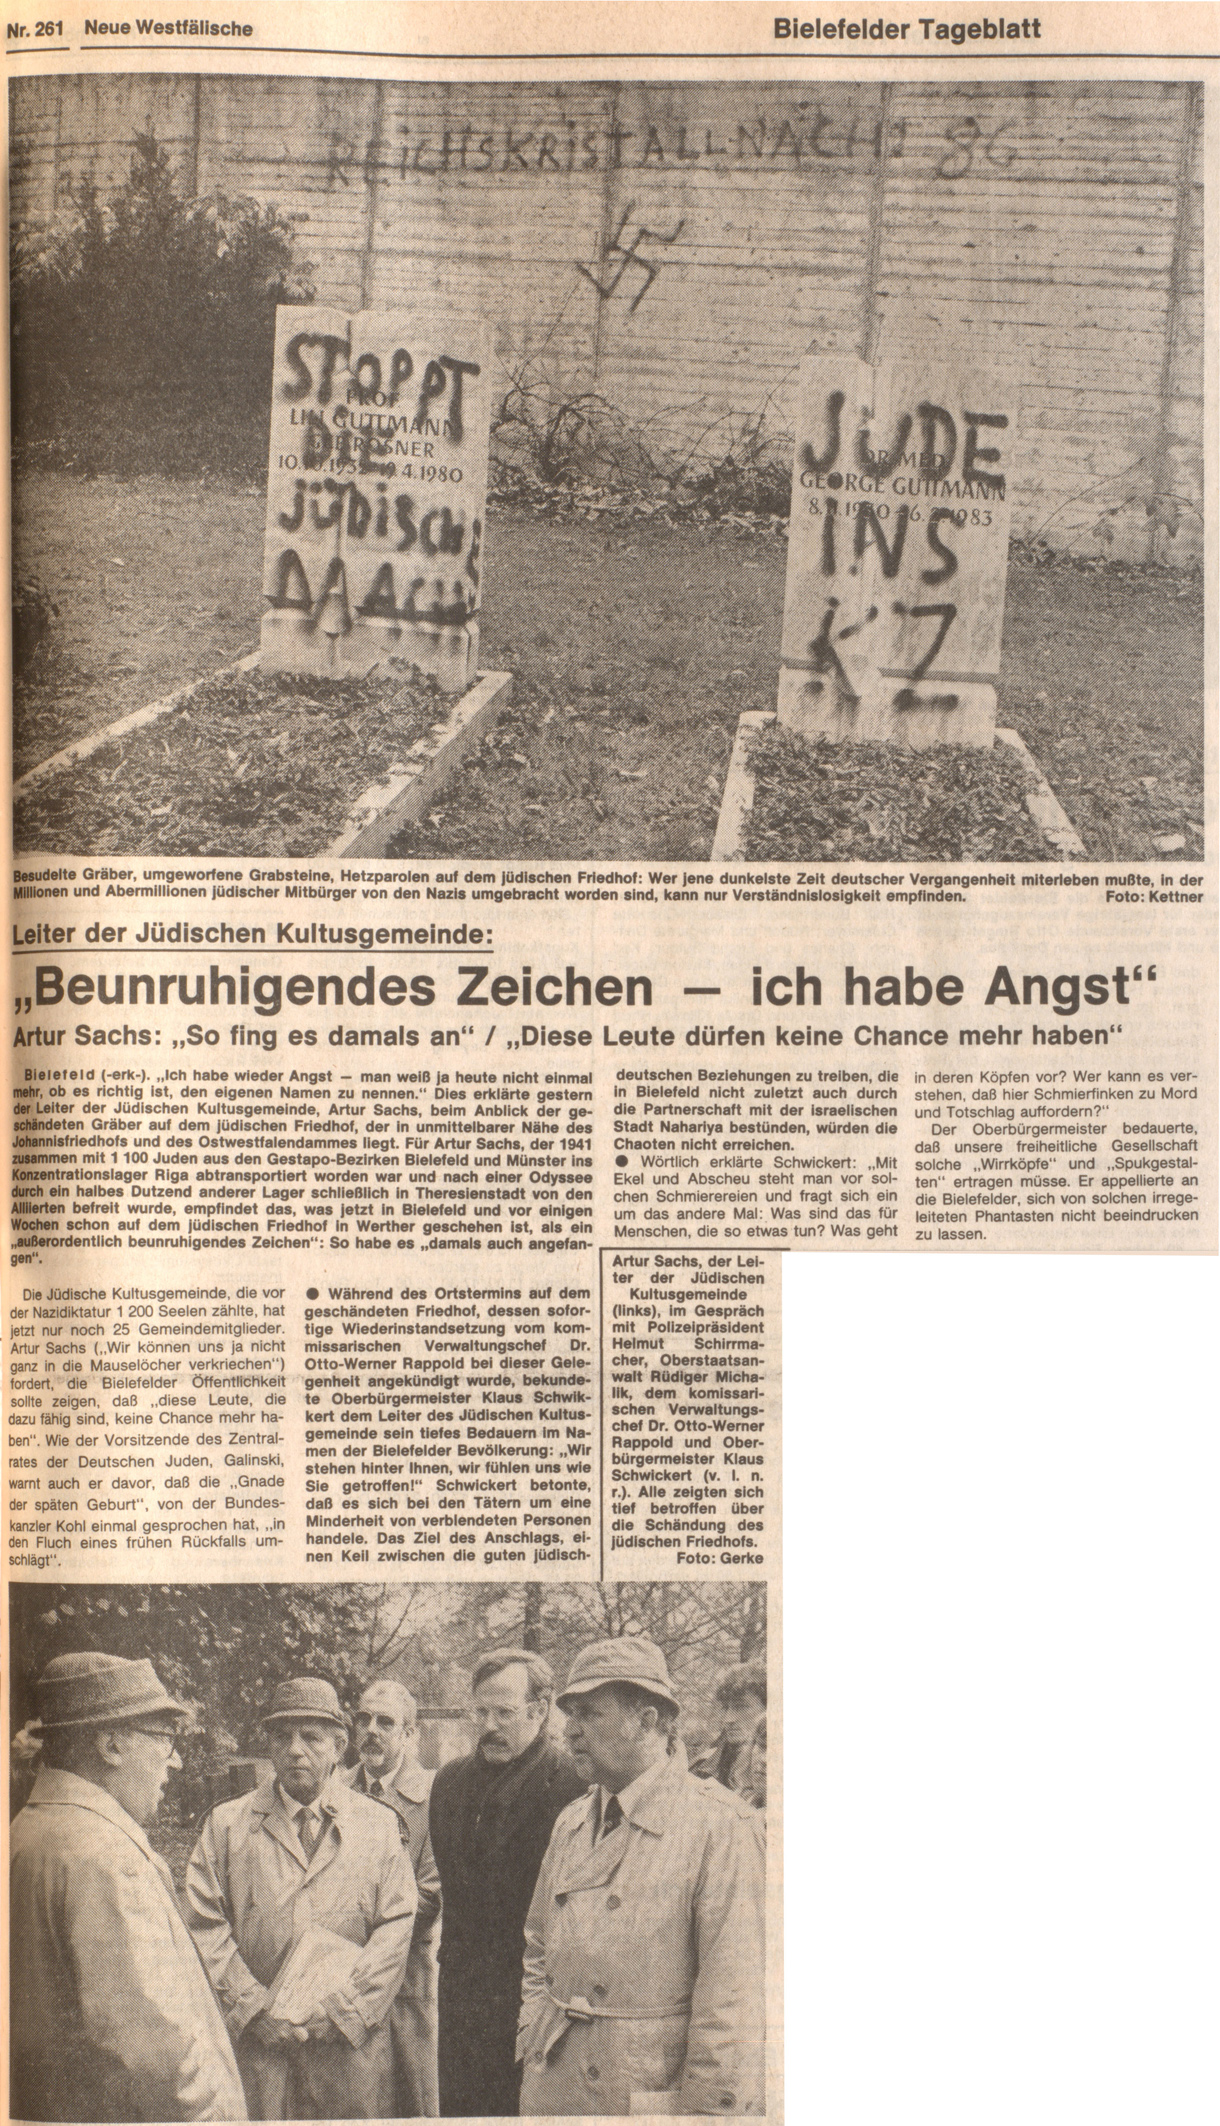 Nr. 261 Neue Westfälische
Bielefelder Tageblatt
REICHSKRISTALLNACHT 86
STOPPT
PROF
LILI GUTTMANN
GEB ROSNER
4.1980
JÜDISCHE
JUDE
DR MED
GEORGE GUTTMANN
INS
KZ
Besudelte Gräber, umgeworfene Grabsteine, Hetzparolen auf dem jüdischen Friedhof: Wer jene dunkelste Zeit deutscher Vergangenheit miterleben mußte, in der
Millionen und Abermillionen jüdischer Mitbürger von den Nazis umgebracht worden sind, kann nur Verständnislosigkeit empfinden. Foto: Kettner
Leiter der Jüdischen Kultusgemeinde:
„Beunruhigendes Zeichen — ich habe Angst“
Artur Sachs: „So fing es damals an“ / „Diese Leute dürfen keine Chance mehr haben“
Bielefeld (-erk-). „Ich habe wieder Angst — man weiß ja heute nicht einmal
mehr, ob es richtig ist, den eigenen Namen zu nennen.“ Dies erklärte gestern
der Leiter der Jüdischen Kultusgemeinde, Artur Sachs, beim Anblick der ge-
schändeten Gräber auf dem jüdischen Friedhof, der in unmittelbarer Nähe des
Johannisfriedhofs und des Ostwestfalendammes liegt. Für Artur Sachs, der 1941
zusammen mit 1 100 Juden aus den Gestapo-Bezirken Bielefeld und Münster ins
Konzentrationslager Riga abtransportiert worden war und nach einer Odyssee
durch ein halbes Dutzend anderer Lager schließlich in Theresienstadt von den
Alliierten befreit wurde, empfindet das, was jetzt in Bielefeld und vor einigen
Wochen schon auf dem jüdischen Friedhof in Werther geschehen ist, als ein
„außerordentlich beunruhigendes Zeichen“: So habe es „damals auch angefan-
gen“.
Die Jüdische Kultusgemeinde, die vor
der Nazidiktatur 1 200 Seelen zählte, hat
jetzt nur noch 25 Gemeindemitglieder.
Artur Sachs („Wir können uns ja nicht
ganz in die Mauselöcher verkriechen“)
fordert, die Bielefelder Öffentlichkeit
sollte zeigen, daß „diese Leute, die
dazu fähig sind, keine Chance mehr ha-
ben“. Wie der Vorsitzende des Zentral-
rates der Deutschen Juden, Galinski,
warnt auch er davor, daß die „Gnade
der späten Geburt“, von der Bundes-
kanzler Kohl einmal gesprochen hat, „in
den Fluch eines frühen Rückfalls um-
schlägt“.
● Während des Ortstermins auf dem
geschändeten Friedhof, dessen sofor-
tige Wiederinstandsetzung vom kom-
missarischen Verwaltungschef Dr.
Otto-Werner Rappold bei dieser Gele-
genheit angekündigt wurde, bekunde-
te Oberbürgermeister Klaus Schwik-
kert dem Leiter des Jüdischen Kultus-
gemeinde sein tiefes Bedauern im Na-
men der Bielefelder Bevölkerung: „Wir
stehen hinter Ihnen, wir fühlen uns wie
Sie getroffen!“ Schwickert betonte,
daß es sich bei den Tätern um eine
Minderheit von verblendeten Personen
handele. Das Ziel des Anschlags, ei-
nen Keil zwischen die guten jüdisch-
deutschen Beziehungen zu treiben, die
in Bielefeld nicht zuletzt auch durch
die Partnerschaft mit der israelischen
Stadt Nahariya bestünden, würden die
Chaoten nicht erreichen.
● Wörtlich erklärte Schwickert: „Mit
Ekel und Abscheu steht man vor sol-
chen Schmierereien und fragt sich ein
um das andere Mal: Was sind das für
Menschen, die so etwas tun? Was geht
in deren Köpfen vor? Wer kann es ver-
stehen, daß hier Schmierfinken zu Mord
und Totschlag auffordern?“
Der Oberbürgermeister bedauerte,
daß unsere freiheitliche Gesellschaft
solche „Wirrköpfe“ und „Spukgestal-
ten“ ertragen müsse. Er appellierte an
die Bielefelder, sich von solchen irrege-
leiteten Phantasten nicht beeindrucken
zu lassen.
Artur Sachs, der Lei-
ter der Jüdischen
Kultusgemeinde
(links), im Gespräch
mit Polizeipräsident
Helmut Schirrma-
cher, Oberstaatsan-
walt Rüdiger Micha-
lik, dem komissari-
schen Verwaltungs-
chef Dr. Otto-Werner
Rappold und Ober-
bürgermeister Klaus
Schwickert (v. l. n.
r.). Alle zeigten sich
tief betroffen über
die Schändung des
jüdischen Friedhofs.
Foto: Gerke